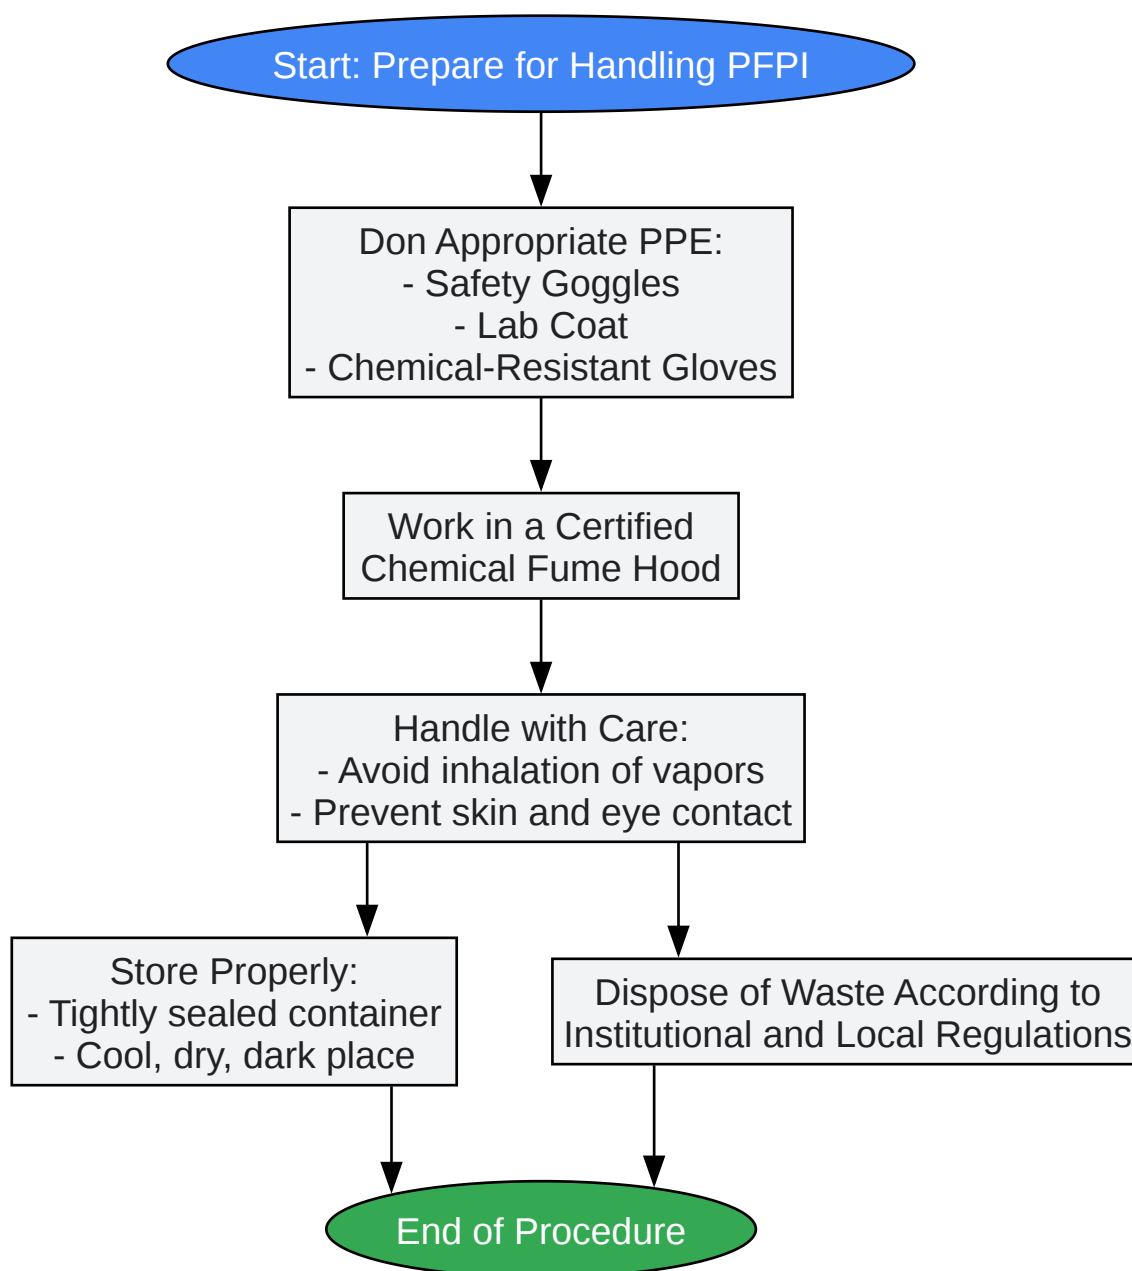 Start: Prepare for Handling PFPI
Don Appropriate PPE:
- Safety Goggles
- Lab Coat
- Chemical-Resistant Gloves
Work in a Certified
Chemical Fume Hood
Handle with Care:
- Avoid inhalation of vapors
- Prevent skin and eye contact
Store Properly:
- Tightly sealed container
- Cool, dry, dark place
Dispose of Waste According to
Institutional and Local Regulations
End of Procedure